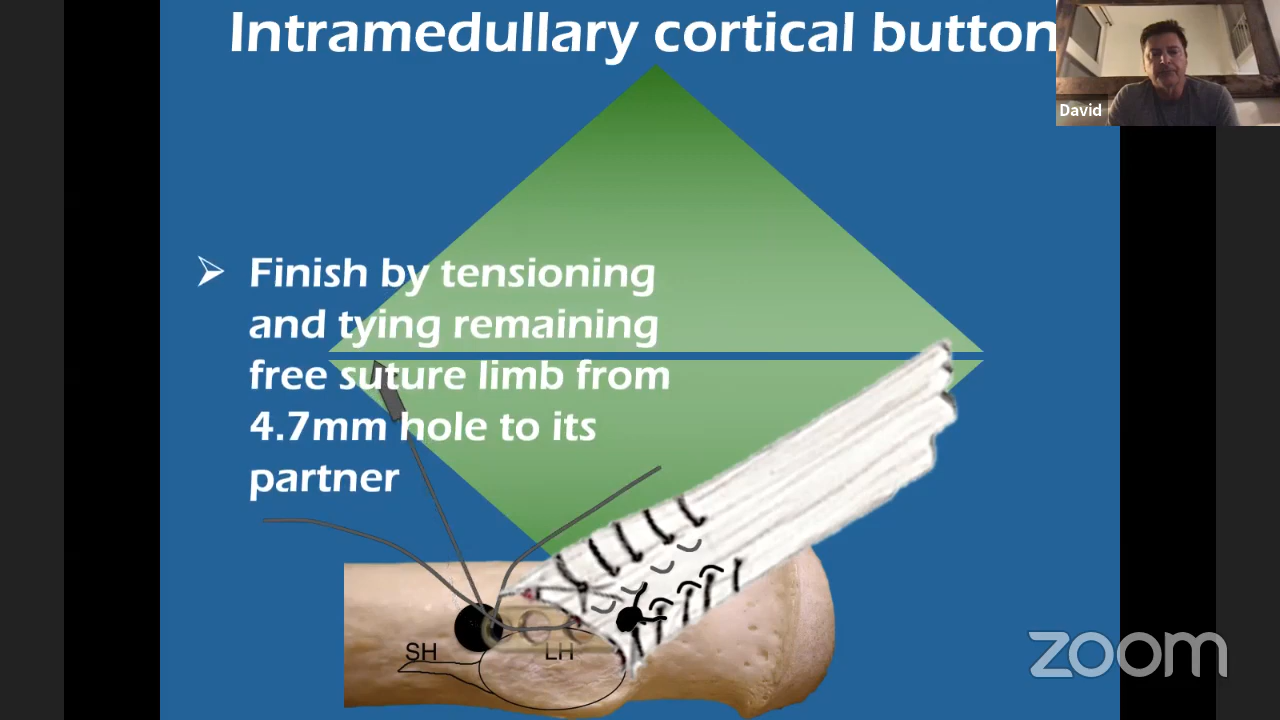 Intramedullary cortical button
David
➢ Finish by tensioning
and tying remaining
free suture limb from
4.7mm hole to its
partner
SH
LH
zoom